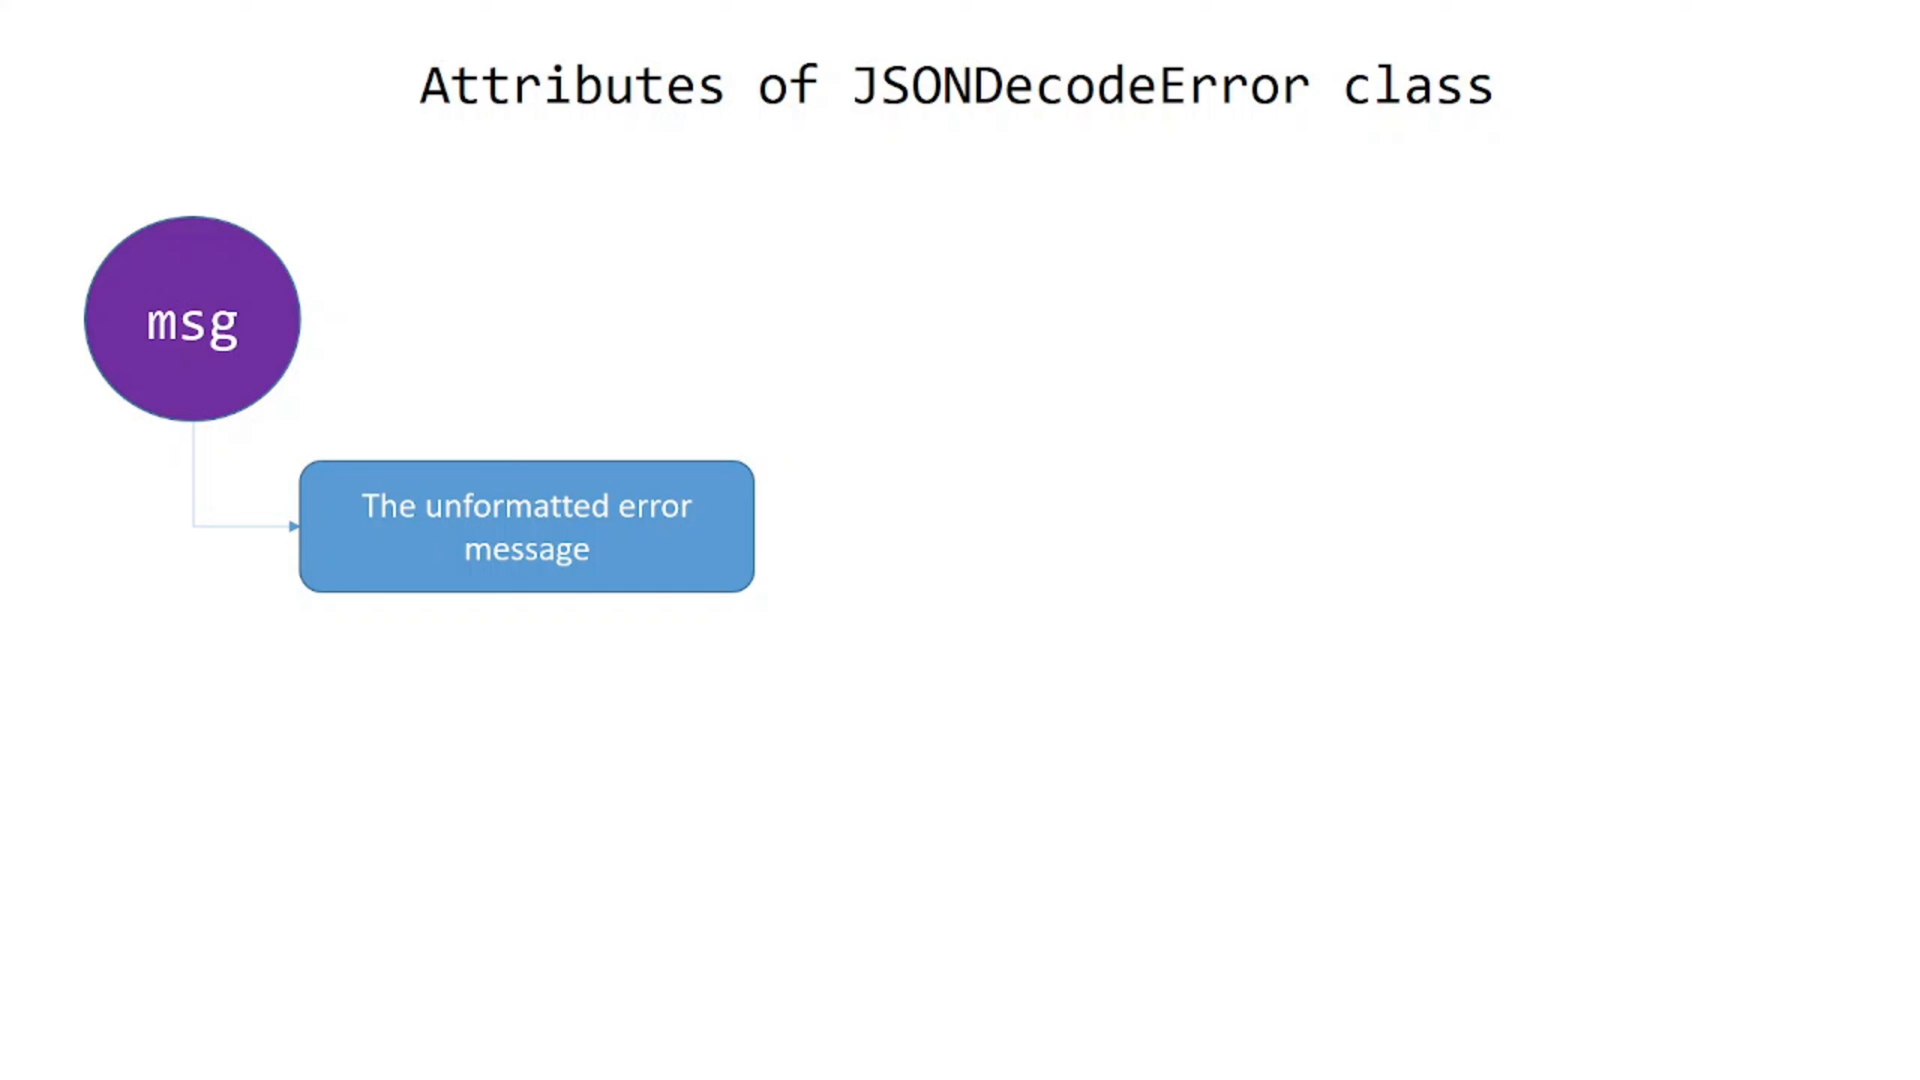 Attributes of JSONDecodeError class
msg
The unformatted error
message